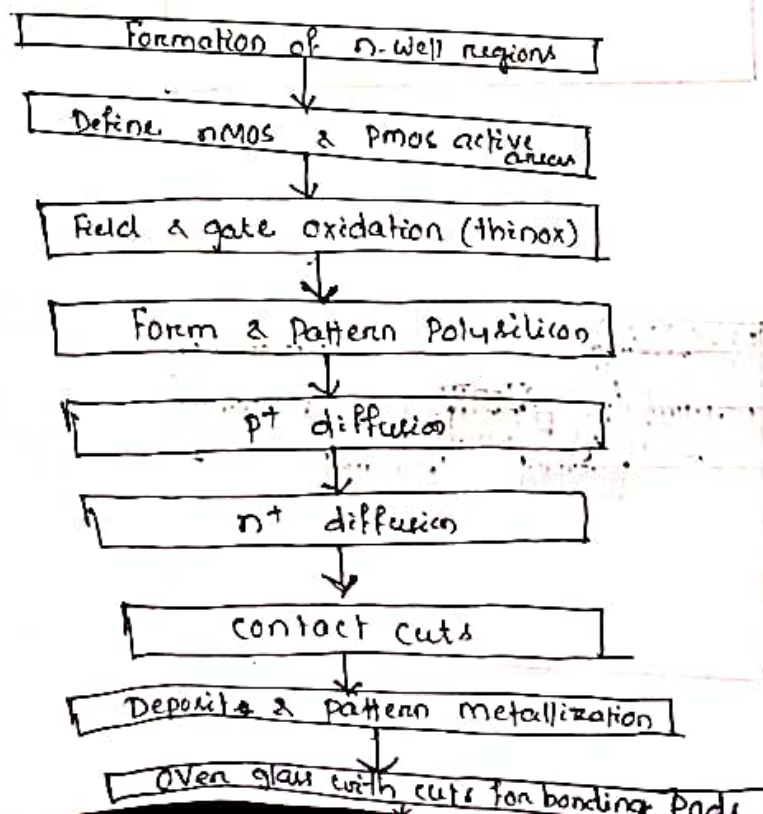 Formation of n-well regions
Define nMOS & PMOS active
areas
Field & gate oxidation (thinox)
Form & pattern polysilicon
p+ diffusion
n+ diffusion
contact cuts
Deposit & pattern metallization
Over glass with cuts for bonding Pads